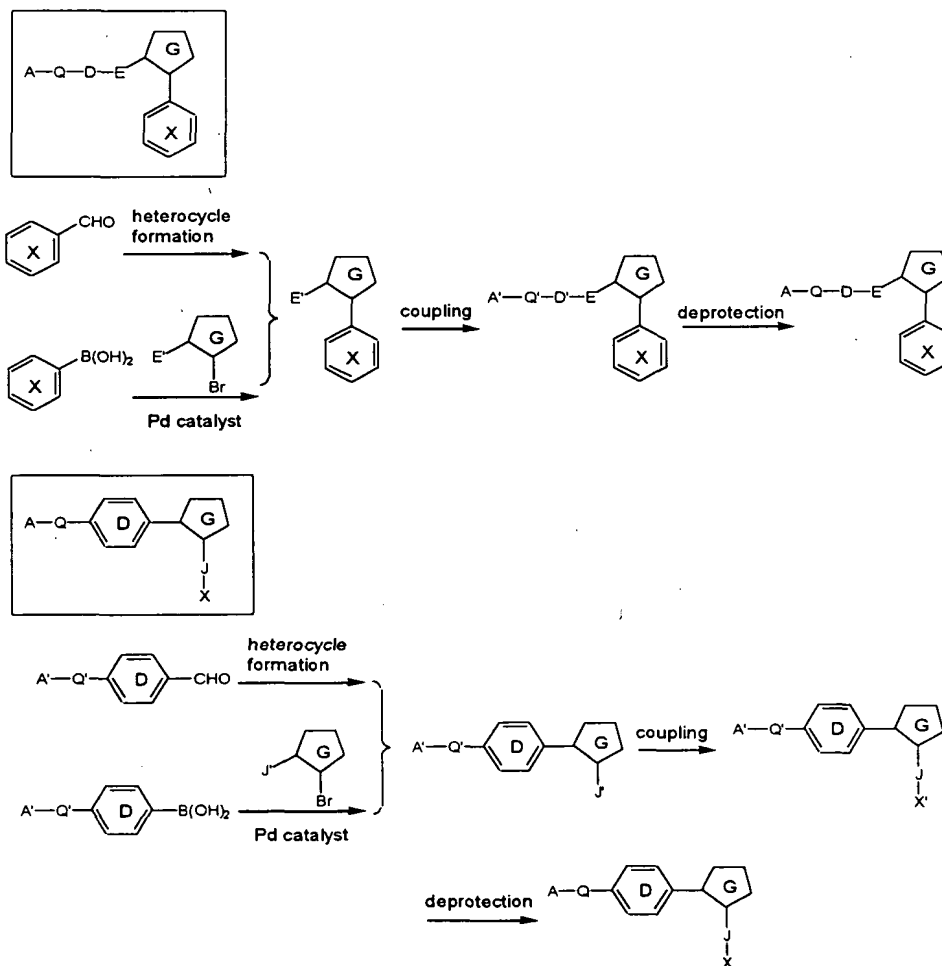 G
A—Q—D—E
X
CHO
X
heterocycle
formation
B(OH)2
X
E'
G
Br
Pd catalyst
E'
G
X
coupling
A'—Q'—D'—E
G
X
deprotection
A—Q—D—E
G
X
A—Q
D
G
J
X
A'—Q'
D
CHO
heterocycle
formation
A'—Q'
D
B(OH)2
J'
G
Br
Pd catalyst
A'—Q'
D
G
J'
coupling
A'—Q'
D
G
J
X'
deprotection
A—Q
D
G
J
X